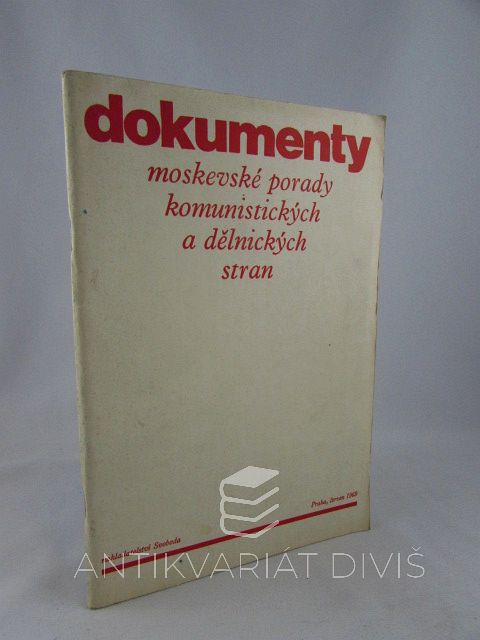 dokumenty
moskevské porady
komunistických
a dělnických
stran
nakladatelství Svoboda
Praha, červen 1969
ANTIKVARIÁT DIVIŠ